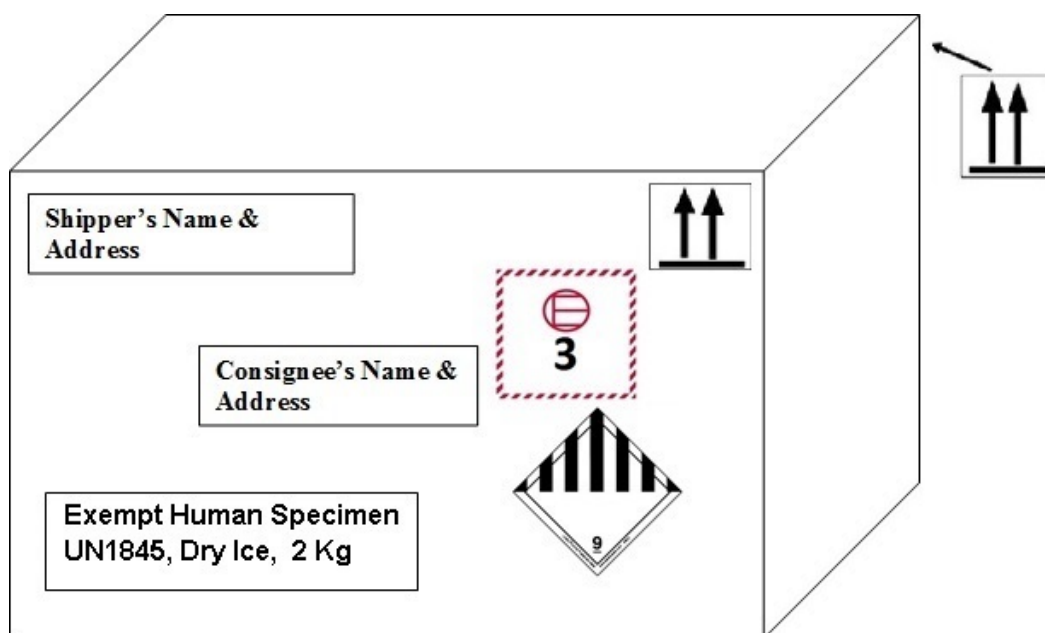 Shipper's Name &
Address
E
3
Consignee's Name &
Address
Exempt Human Specimen
UN1845, Dry Ice, 2 Kg
9